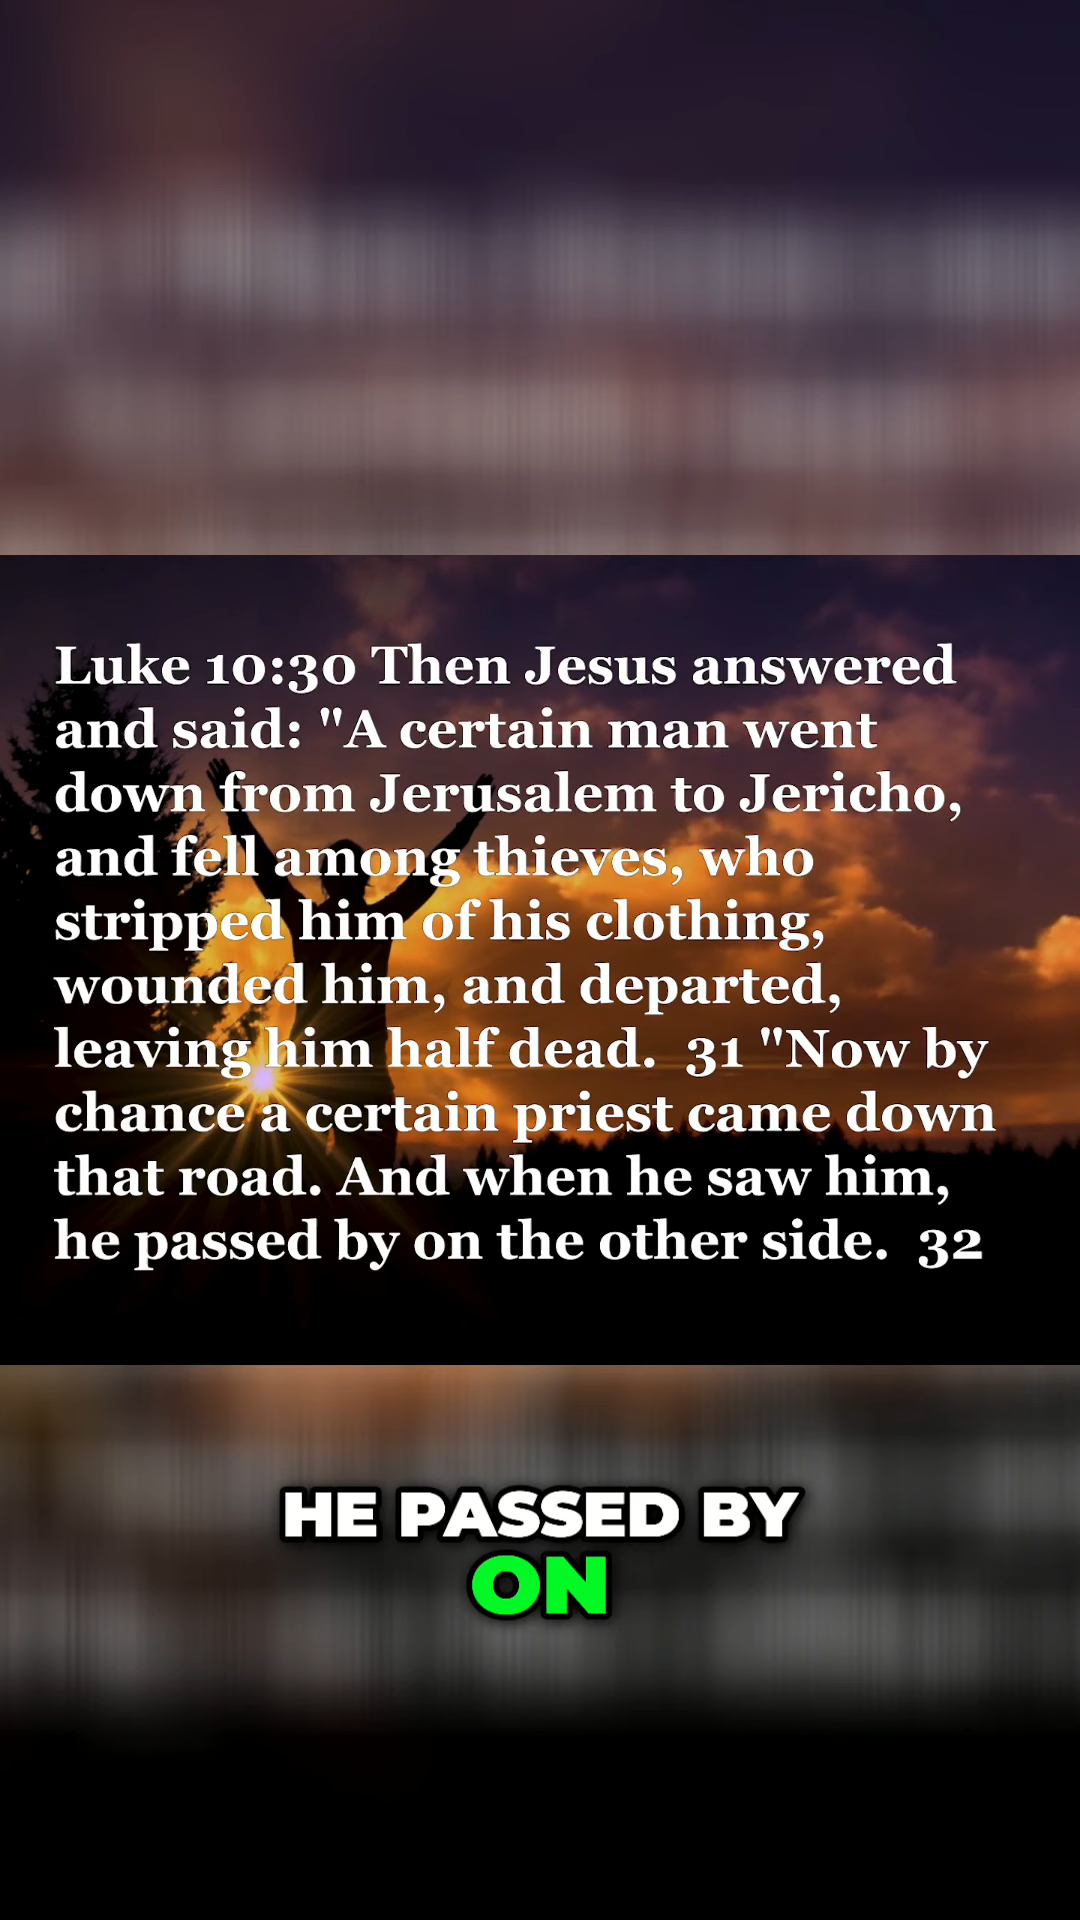 Luke 10:30 Then Jesus answered
and said: "A certain man went
down from Jerusalem to Jericho,
and fell among thieves, who
stripped him of his clothing,
wounded him, and departed,
leaving him half dead.  31 "Now by
chance a certain priest came down
that road. And when he saw him,
he passed by on the other side.  32
HE PASSED BY
ON